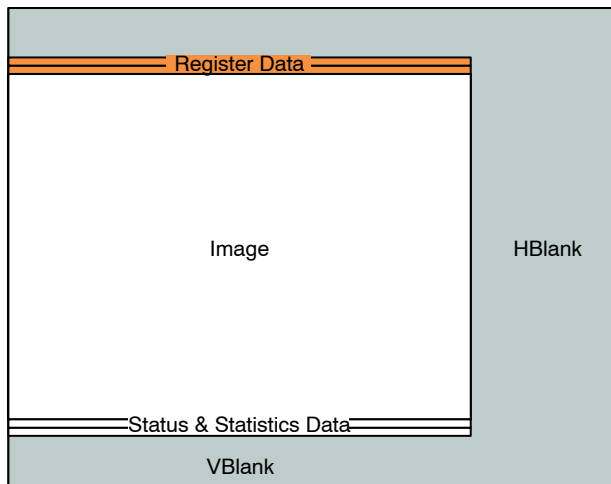 Register Data
Image
HBlank
Status & Statistics Data
VBlank